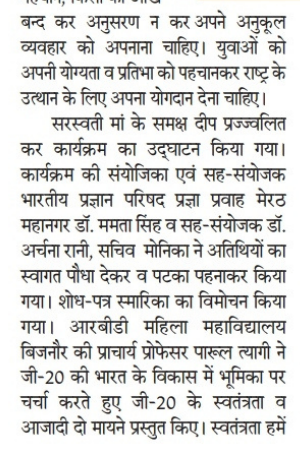 बन्द कर अनुसरण न कर अपने अनुकूल
व्यवहार को अपनाना चाहिए। युवाओं को
अपनी योग्यता व प्रतिभा को पहचानकर राष्ट्र के
उत्थान के लिए अपना योगदान देना चाहिए।
सरस्वती मां के समक्ष दीप प्रज्ज्वलित
कर कार्यक्रम का उद्घाटन किया गया।
कार्यक्रम की संयोजिका एवं सह-संयोजक
भारतीय प्रज्ञान परिषद प्रज्ञा प्रवाह मेरठ
महानगर डॉ. ममता सिंह व सह-संयोजक डॉ.
अर्चना रानी, सचिव मोनिका ने अतिथियों का
स्वागत पौधा देकर व पटका पहनाकर किया
गया। शोध-पत्र स्मारिका का विमोचन किया
गया। आरबीडी महिला महाविद्यालय
बिजनौर की प्राचार्य प्रोफेसर पारूल त्यागी ने
जी-20 की भारत के विकास में भूमिका पर
चर्चा करते हुए जी-20 के स्वतंत्रता व
आजादी दो मायने प्रस्तुत किए। स्वतंत्रता हमें